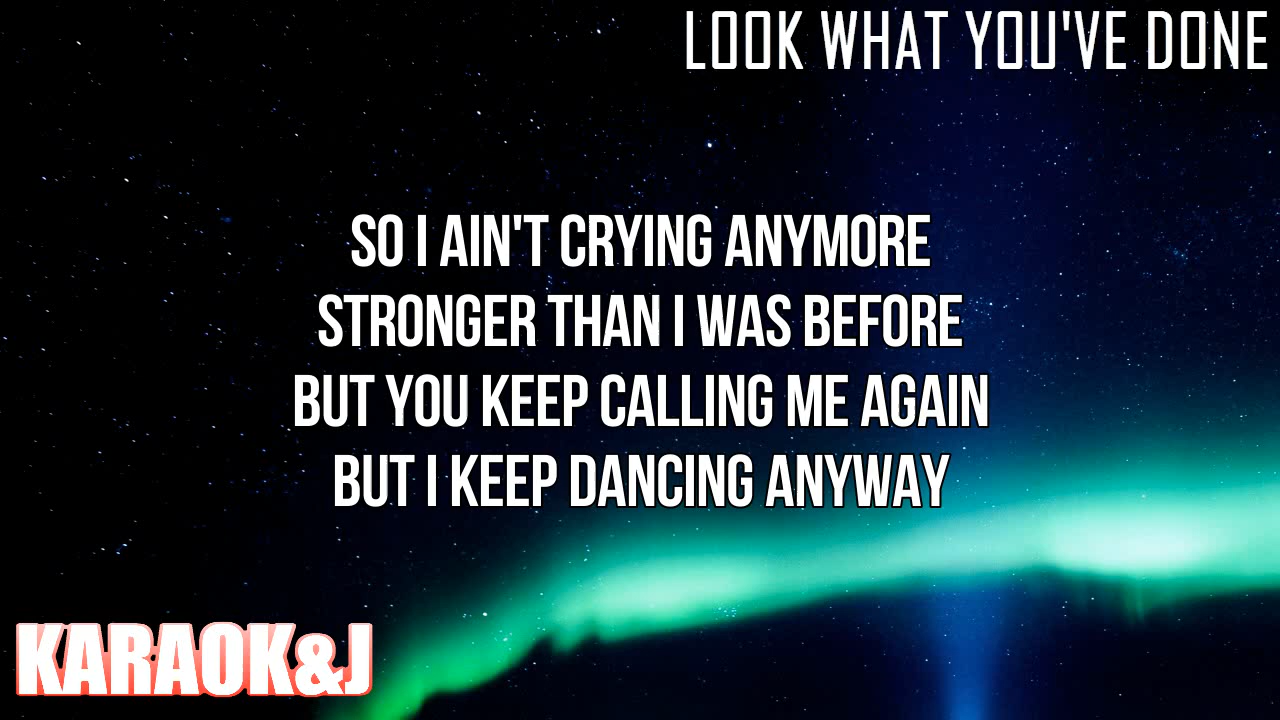 LOOK WHAT YOU'VE DONE
SO I AIN'T CRYING ANYMORE
STRONGER THAN I WAS BEFORE
BUT YOU KEEP CALLING ME AGAIN
BUT I KEEP DANCING ANYWAY
KARAOK&J